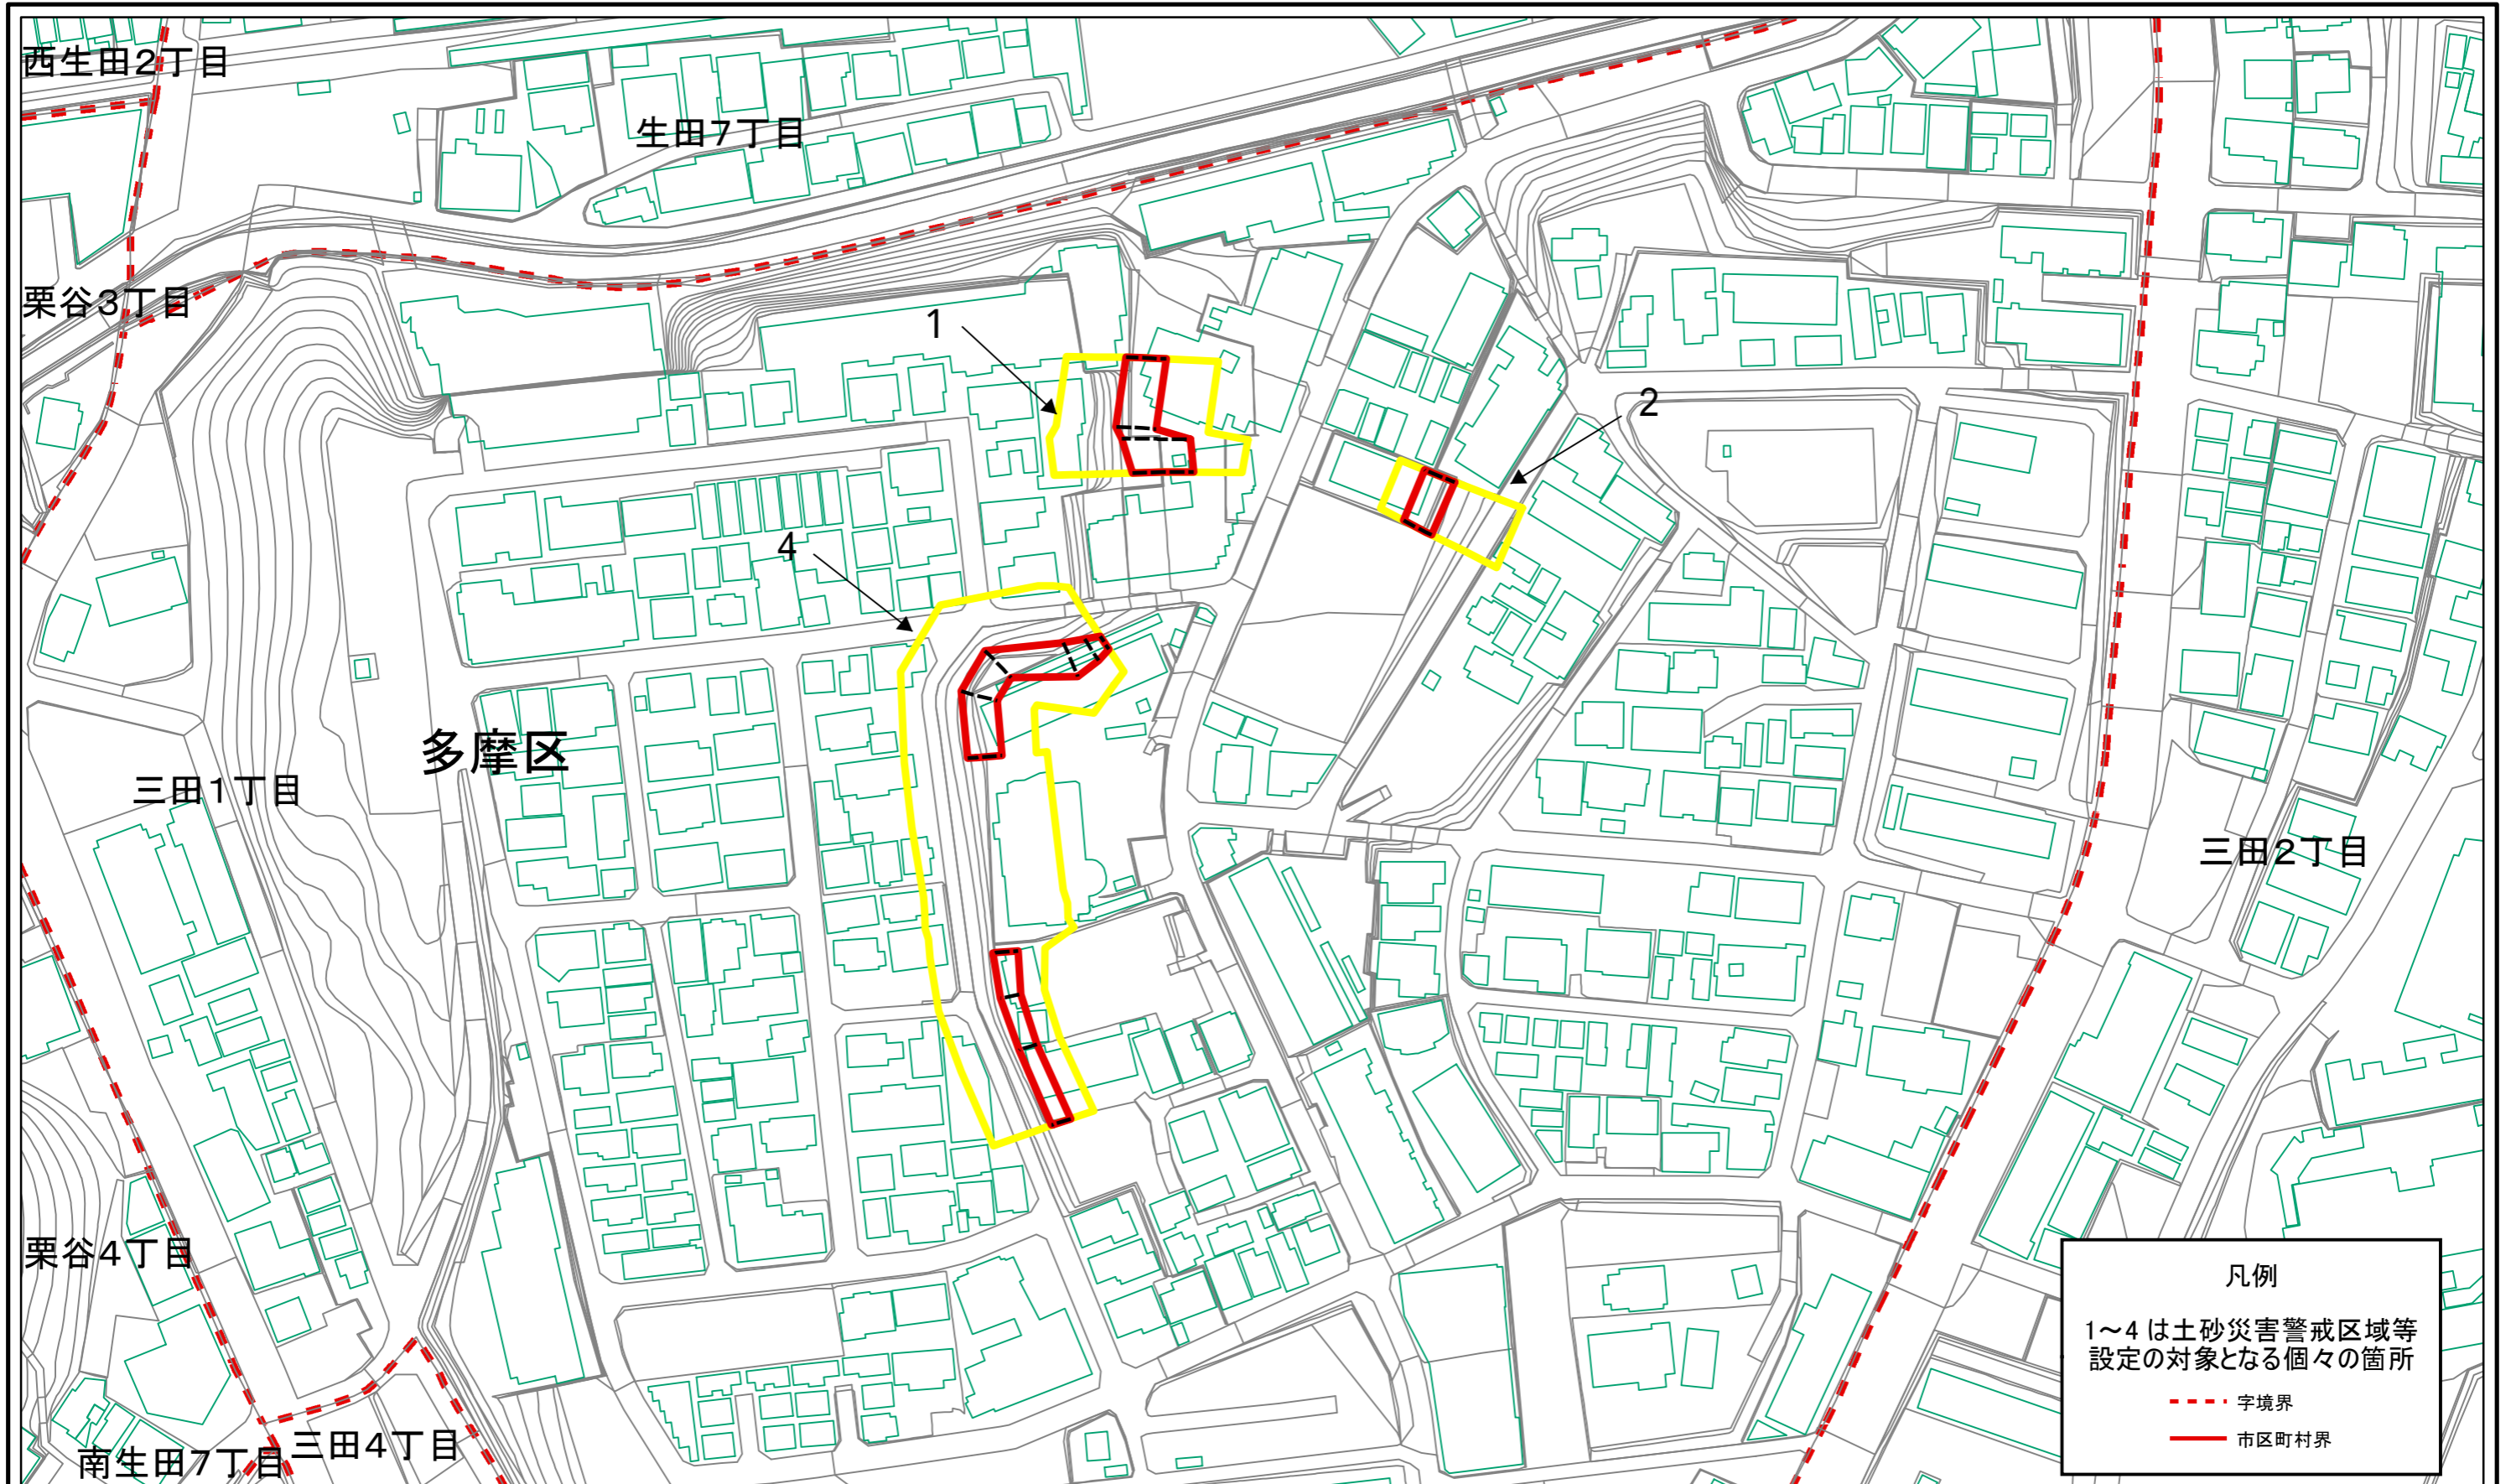 西生田2丁目
生田7丁目
栗谷3丁目
1
2
4
多摩区
三田1丁目
三田2丁目
栗谷4丁目
南生田7丁目
三田4丁目
凡例
1～4は土砂災害警戒区域等
設定の対象となる個々の箇所
字境界
市区町村界